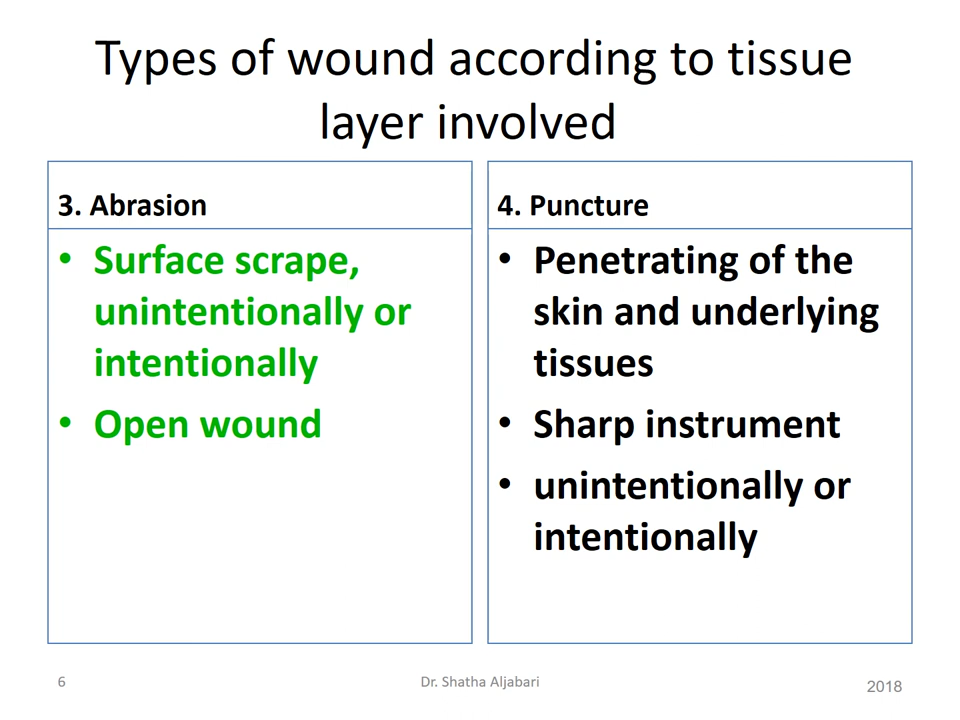 Types of wound according to tissue
layer involved
3. Abrasion
• Surface scrape,
unintentionally or
intentionally
• Open wound
4. Puncture
• Penetrating of the
skin and underlying
tissues
• Sharp instrument
• unintentionally or
intentionally
6
Dr. Shatha Aljabari
2018